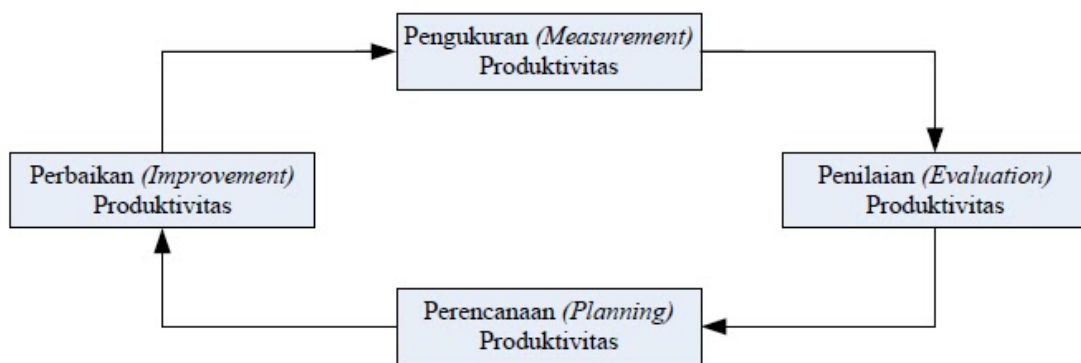 Pengukuran (Measurement)
Produktivitas
Perbaikan (Improvement)
Produktivitas
Penilaian (Evaluation)
Produktivitas
Perencanaan (Planning)
Produktivitas